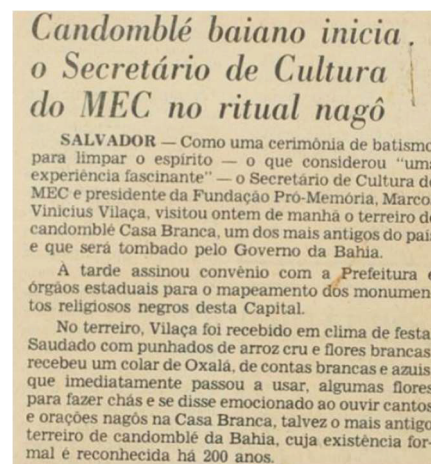 Candomblé baiano inicia
o Secretário de Cultura
do MEC no ritual nagô
SALVADOR — Como uma cerimônia de batismo
para limpar o espírito — o que considerou "uma
experiência fascinante" — o Secretário de Cultura do
MEC e presidente da Fundação Pró-Memória, Marco
Vinicius Vilaça, visitou ontem de manhã o terreiro de
candomblé Casa Branca, um dos mais antigos do país
e que será tombado pelo Governo da Bahia.
À tarde assinou convênio com a Prefeitura e
órgãos estaduais para o mapeamento dos monumen-
tos religiosos negros desta Capital.
No terreiro, Vilaça foi recebido em clima de festa.
Saudado com punhados de arroz cru e flores brancas,
recebeu um colar de Oxalá, de contas brancas e azuis,
que imediatamente passou a usar, algumas flores
para fazer chás e se disse emocionado ao ouvir cantos
e orações nagôs na Casa Branca, talvez o mais antigo
terreiro de candomblé da Bahia, cuja existência for-
mal é reconhecida há 200 anos.